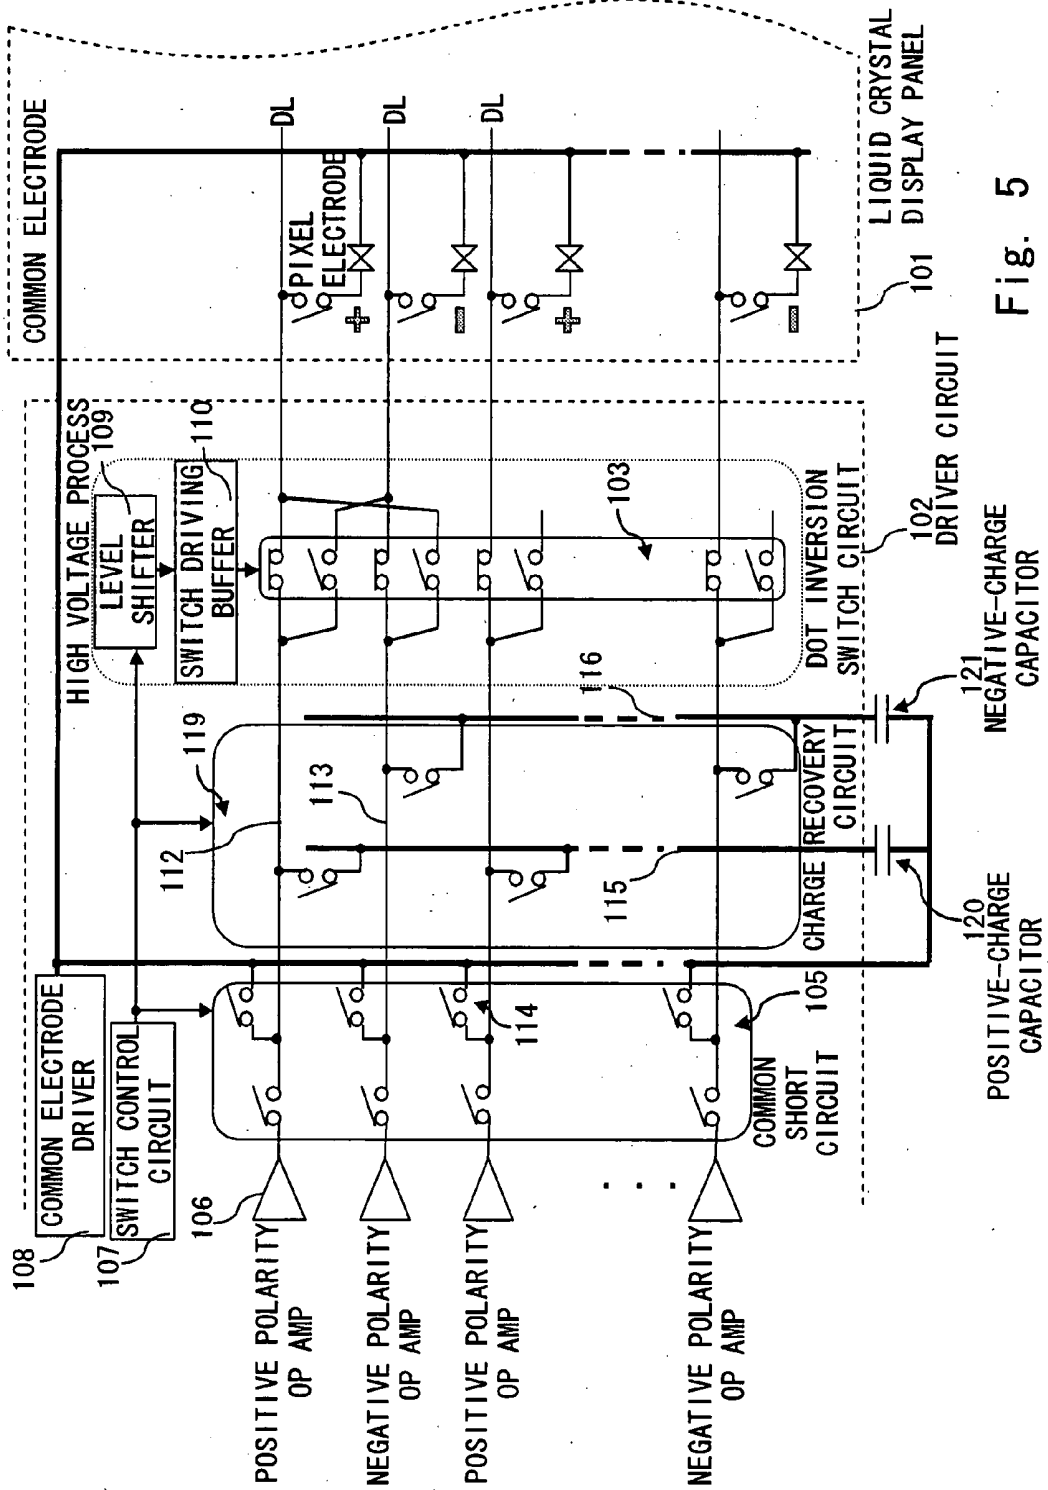 COMMON ELECTRODE
DL
DL
DL
PIXEL
ELECTRODE
LIQUID CRYSTAL
DISPLAY PANEL
101
Fig. 5
HIGH VOLTAGE PROCESS
109
LEVEL
SHIFTER
SWITCH DRIVING
BUFFER
110
103
DOT INVERSION
SWITCH CIRCUIT
102
DRIVER CIRCUIT
119
112
113
116
115
CHARGE RECOVERY
CIRCUIT
121
NEGATIVE-CHARGE
CAPACITOR
120
POSITIVE-CHARGE
CAPACITOR
COMMON ELECTRODE
DRIVER
108
SWITCH CONTROL
CIRCUIT
107
114
105
COMMON
SHORT
CIRCUIT
106
POSITIVE POLARITY
OP AMP
NEGATIVE POLARITY
OP AMP
POSITIVE POLARITY
OP AMP
NEGATIVE POLARITY
OP AMP